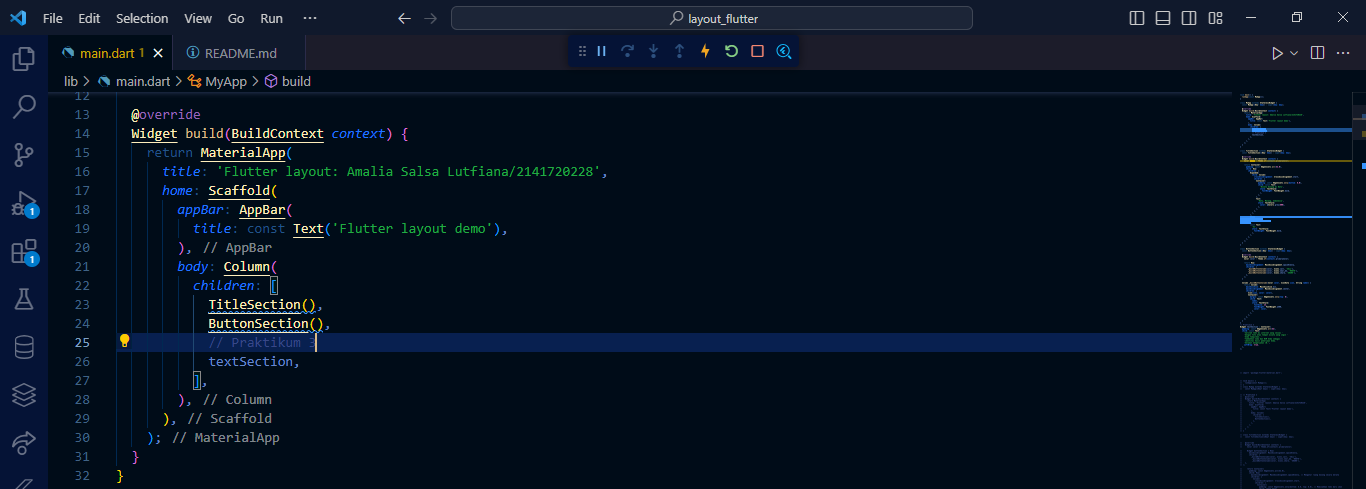 File Edit Selection View Go Run ··· layout_flutter
main.dart 1 README.md
lib > main.dart > MyApp > build
12
13 @override
14 Widget build(BuildContext context) {
15 return MaterialApp(
16 title: 'Flutter layout: Amalia Salsa Lutfiana/2141720228',
17 home: Scaffold(
18 appBar: AppBar(
19 title: const Text('Flutter layout demo'),
20 ), // AppBar
21 body: Column(
22 children: [
23 TitleSection(),
24 ButtonSection(),
25 // Praktikum 3
26 textSection,
27 ],
28 ), // Column
29 ), // Scaffold
30 ); // MaterialApp
31 }
32 }
1
1